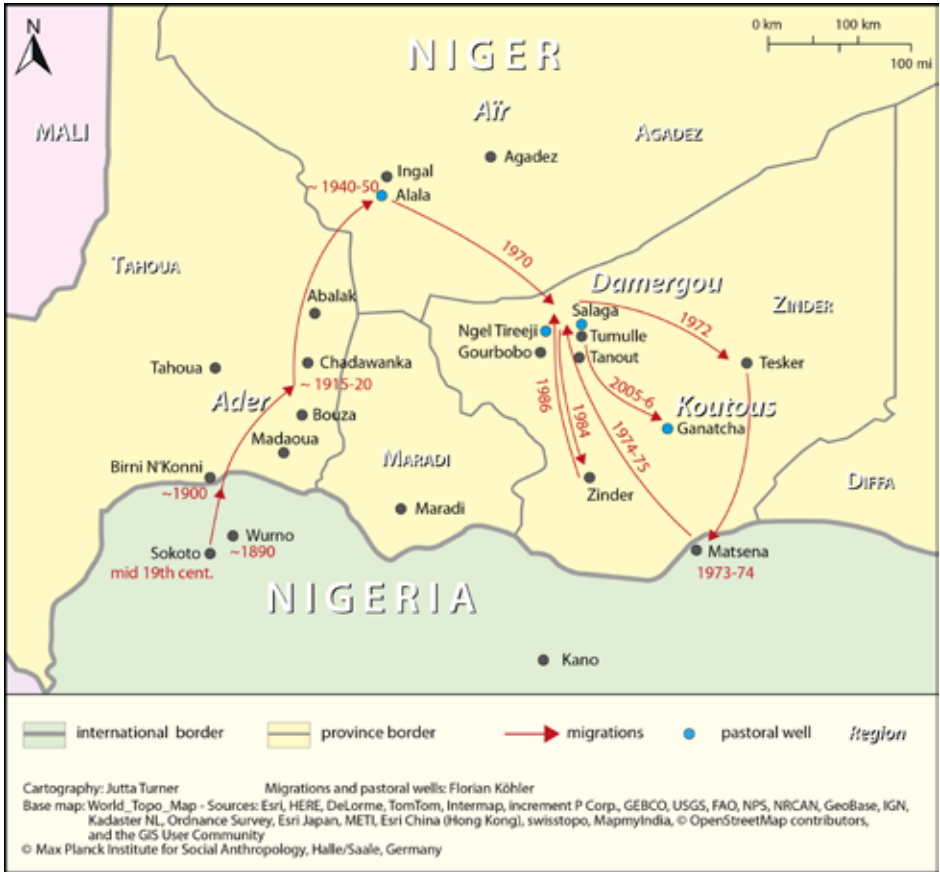 N
0 km 100 km
100 mi
NIGER
MALI
Aïr
AGADEZ
Agadez
Ingal
~ 1940-50
Alala
TAHOUA
1970
Damergou
ZINDER
Abalak
Salaga
1972
Ngel Tireeji
Tumulle
Gourbobo
Tanout
Tesker
Tahoua
Chadawanka
~ 1915-20
2005-6
Ader
1986
Koutous
Bouza
1984
Ganatcha
1974-75
Madaoua
MARADI
Birni N'Konni
DIFFA
~1900
Zinder
Maradi
Wurno
Sokoto
~1890
Matsena
mid 19th cent.
1973-74
NIGERIA
Kano
international border province border migrations pastoral well Region
Cartography: Jutta Turner Migrations and pastoral wells: Florian Köhler
Base map: World_Topo_Map - Sources: Esri, HERE, DeLorme, TomTom, Intermap, increment P Corp., GEBCO, USGS, FAO, NPS, NRCAN, GeoBase, IGN,
Kadaster NL, Ordnance Survey, Esri Japan, METI, Esri China (Hong Kong), swisstopo, MapmyIndia, © OpenStreetMap contributors,
and the GIS User Community
© Max Planck Institute for Social Anthropology, Halle/Saale, Germany